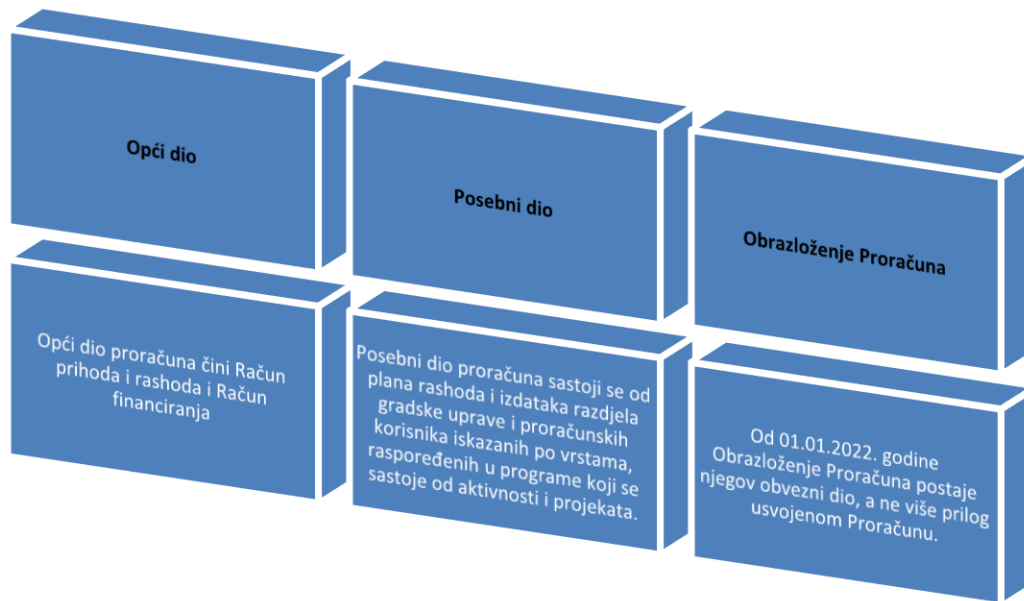 Opći dio
Posebni dio
Obrazloženje Proračuna
Opći dio proračuna čini Račun
prihoda i rashoda i Račun
financiranja
Posebni dio proračuna sastoji se od
plana rashoda i izdataka razdjela
gradske uprave i proračunskih
korisnika iskazanih po vrstama,
raspoređenih u programe koji se
sastoje od aktivnosti i projekata.
Od 01.01.2022. godine
Obrazloženje Proračuna postaje
njegov obvezni dio, a ne više prilog
usvojenom Proračunu.